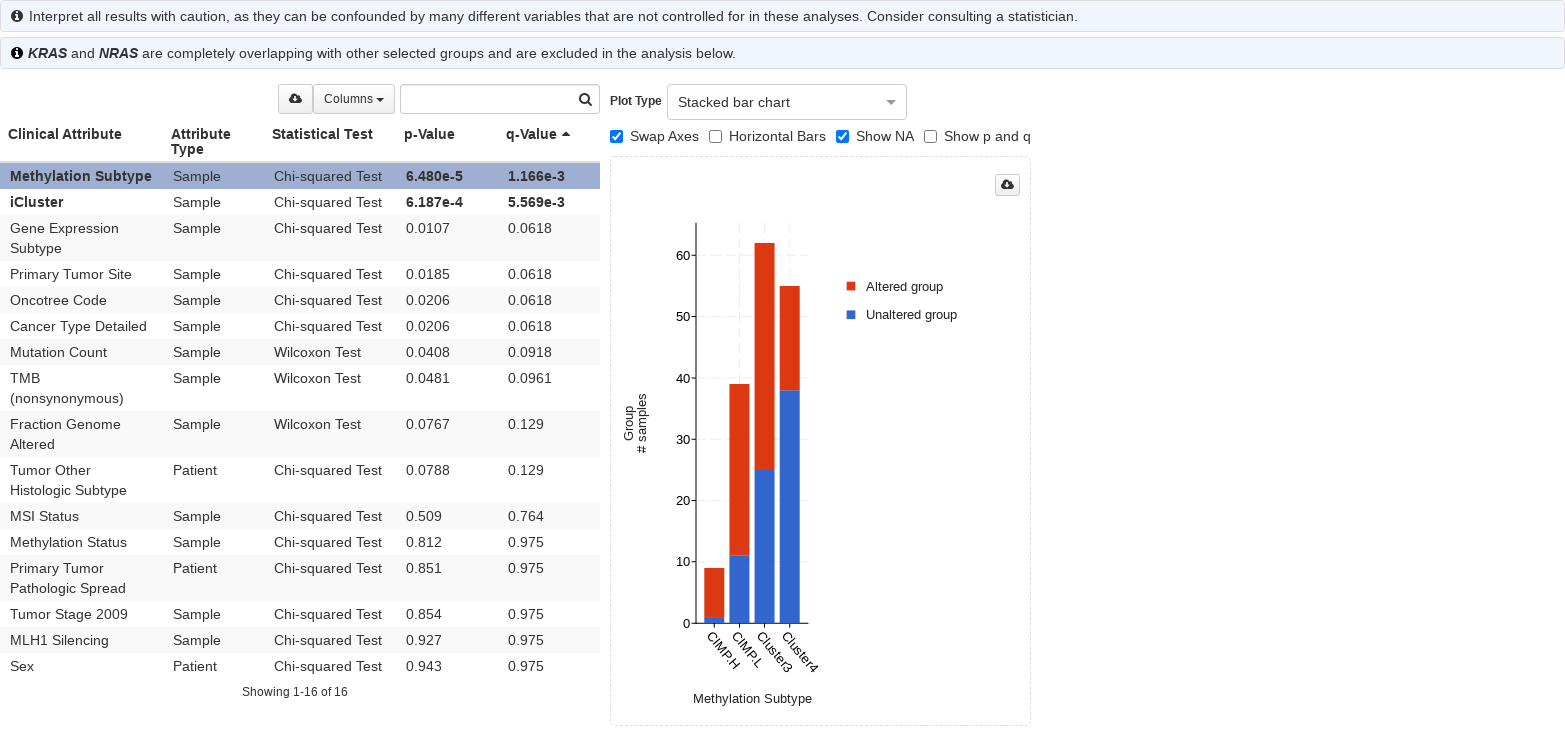 Interpret all results with caution, as they can be confounded by many different variables that are not controlled for in these analyses. Consider consulting a statistician.
KRAS and NRAS are completely overlapping with other selected groups and are excluded in the analysis below.
Columns
Clinical Attribute Attribute Type Statistical Test p-Value q-Value
Methylation Subtype Sample Chi-squared Test 6.480e-5 1.166e-3
iCluster Sample Chi-squared Test 6.187e-4 5.569e-3
Gene Expression Subtype Sample Chi-squared Test 0.0107 0.0618
Primary Tumor Site Sample Chi-squared Test 0.0185 0.0618
Oncotree Code Sample Chi-squared Test 0.0206 0.0618
Cancer Type Detailed Sample Chi-squared Test 0.0206 0.0618
Mutation Count Sample Wilcoxon Test 0.0408 0.0918
TMB (nonsynonymous) Sample Wilcoxon Test 0.0481 0.0961
Fraction Genome Altered Sample Wilcoxon Test 0.0767 0.129
Tumor Other Histologic Subtype Patient Chi-squared Test 0.0788 0.129
MSI Status Sample Chi-squared Test 0.509 0.764
Methylation Status Sample Chi-squared Test 0.812 0.975
Primary Tumor Pathologic Spread Patient Chi-squared Test 0.851 0.975
Tumor Stage 2009 Sample Chi-squared Test 0.854 0.975
MLH1 Silencing Sample Chi-squared Test 0.927 0.975
Sex Patient Chi-squared Test 0.943 0.975
Showing 1-16 of 16
Plot Type Stacked bar chart
Swap Axes Horizontal Bars Show NA Show p and q
Group
# samples
60
50
40
30
20
10
0
CIMP.H
CIMP.L
Cluster3
Cluster4
Methylation Subtype
Altered group
Unaltered group